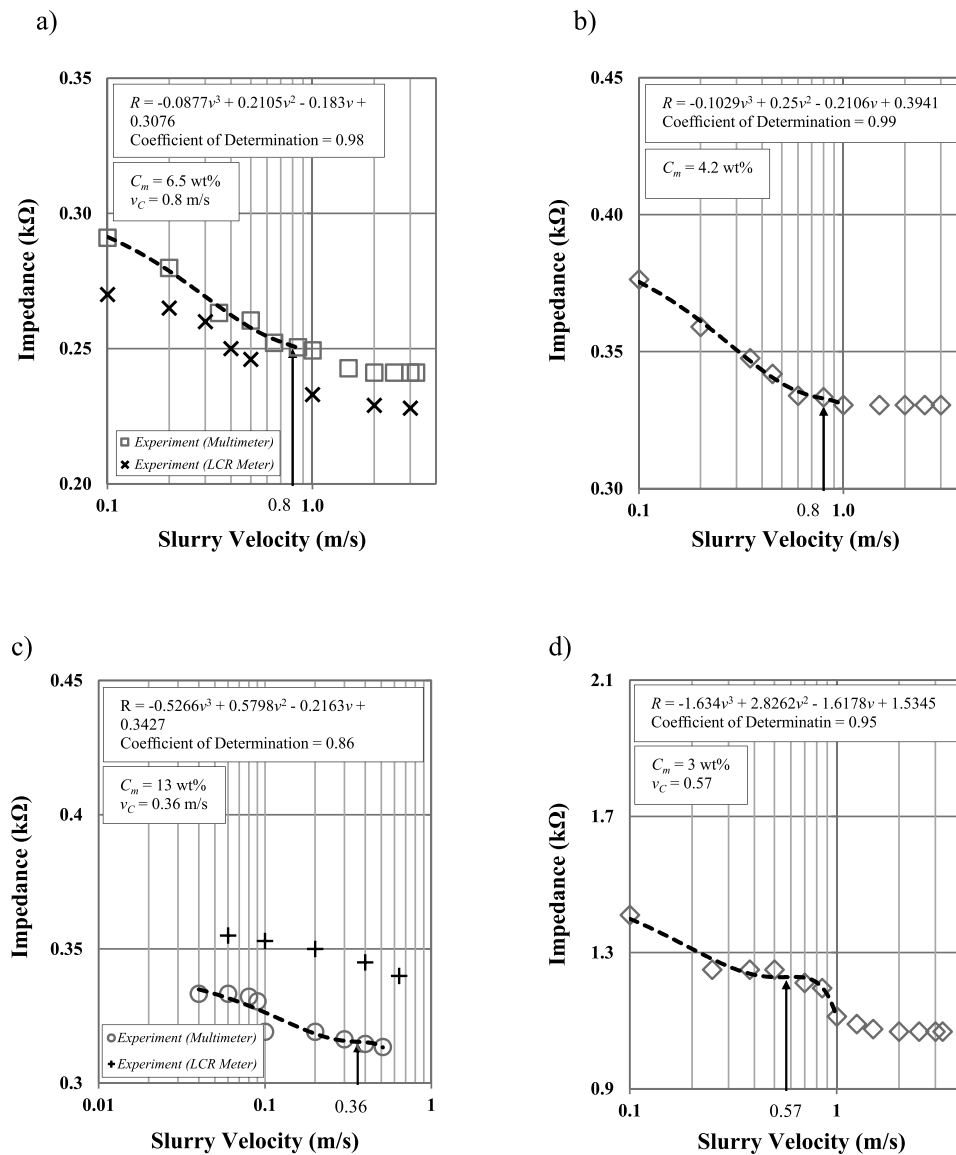 a)
0.35
R = -0.0877v³ + 0.2105v² - 0.183v +
0.3076
Coefficient of Determination = 0.98
Cm = 6.5 wt%
vC = 0.8 m/s
0.30
0.25
0.20
Impedance (kΩ)
Experiment (Multimeter)
Experiment (LCR Meter)
0.1
0.8
1.0
Slurry Velocity (m/s)
b)
0.45
R = -0.1029v³ + 0.25v² - 0.2106v + 0.3941
Coefficient of Determination = 0.99
Cm = 4.2 wt%
0.40
0.35
0.30
Impedance (kΩ)
0.1
0.8
1.0
Slurry Velocity (m/s)
c)
0.45
R = -0.5266v³ + 0.5798v² - 0.2163v +
0.3427
Coefficient of Determination = 0.86
Cm = 13 wt%
vC = 0.36 m/s
0.4
0.35
0.3
Impedance (kΩ)
Experiment (Multimeter)
Experiment (LCR Meter)
0.01
0.1
0.36
1
Slurry Velocity (m/s)
d)
2.1
R = -1.634v³ + 2.8262v² - 1.6178v + 1.5345
Coefficient of Determinatin = 0.95
Cm = 3 wt%
vC = 0.57
1.7
1.3
0.9
Impedance (kΩ)
0.1
0.57
1
Slurry Velocity (m/s)